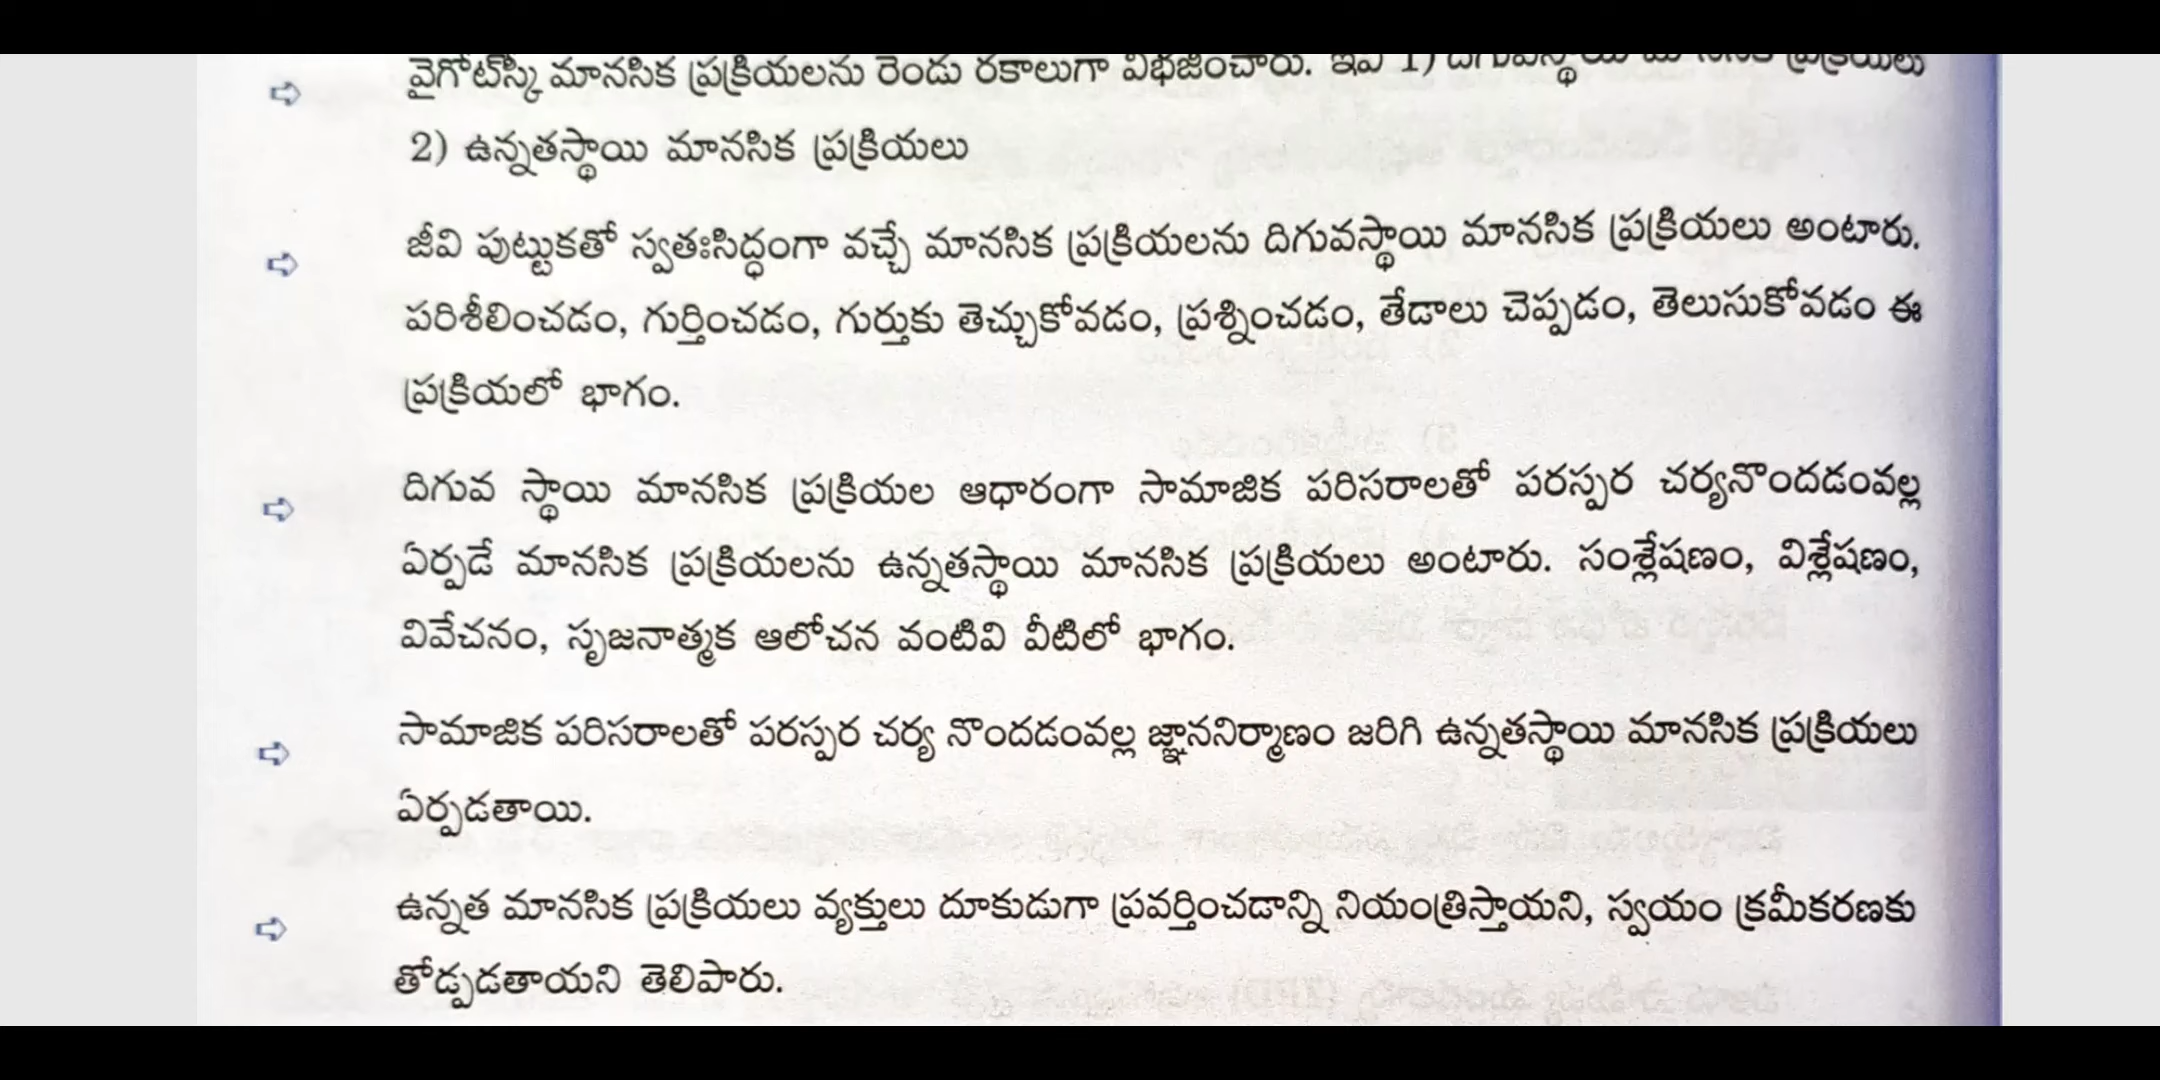 వైగోట్‌స్కీ మానసిక ప్రక్రియలను రెండు రకాలుగా విభజించారు. ఇవి 1) దిగువస్థాయి మానసిక ప్రక్రియలు
2) ఉన్నతస్థాయి మానసిక ప్రక్రియలు
జీవి పుట్టుకతో స్వతఃసిద్ధంగా వచ్చే మానసిక ప్రక్రియలను దిగువస్థాయి మానసిక ప్రక్రియలు అంటారు.
పరిశీలించడం, గుర్తించడం, గుర్తుకు తెచ్చుకోవడం, ప్రశ్నించడం, తేడాలు చెప్పడం, తెలుసుకోవడం ఈ
ప్రక్రియలో భాగం.
దిగువ స్థాయి మానసిక ప్రక్రియల ఆధారంగా సామాజిక పరిసరాలతో పరస్పర చర్యనొందడంవల్ల
ఏర్పడే మానసిక ప్రక్రియలను ఉన్నతస్థాయి మానసిక ప్రక్రియలు అంటారు. సంశ్లేషణం, విశ్లేషణం,
వివేచనం, సృజనాత్మక ఆలోచన వంటివి వీటిలో భాగం.
సామాజిక పరిసరాలతో పరస్పర చర్య నొందడంవల్ల జ్ఞాననిర్మాణం జరిగి ఉన్నతస్థాయి మానసిక ప్రక్రియలు
ఏర్పడతాయి.
ఉన్నత మానసిక ప్రక్రియలు వ్యక్తులు దూకుడుగా ప్రవర్తించడాన్ని నియంత్రిస్తాయని, స్వయం క్రమీకరణకు
తోడ్పడతాయని తెలిపారు.